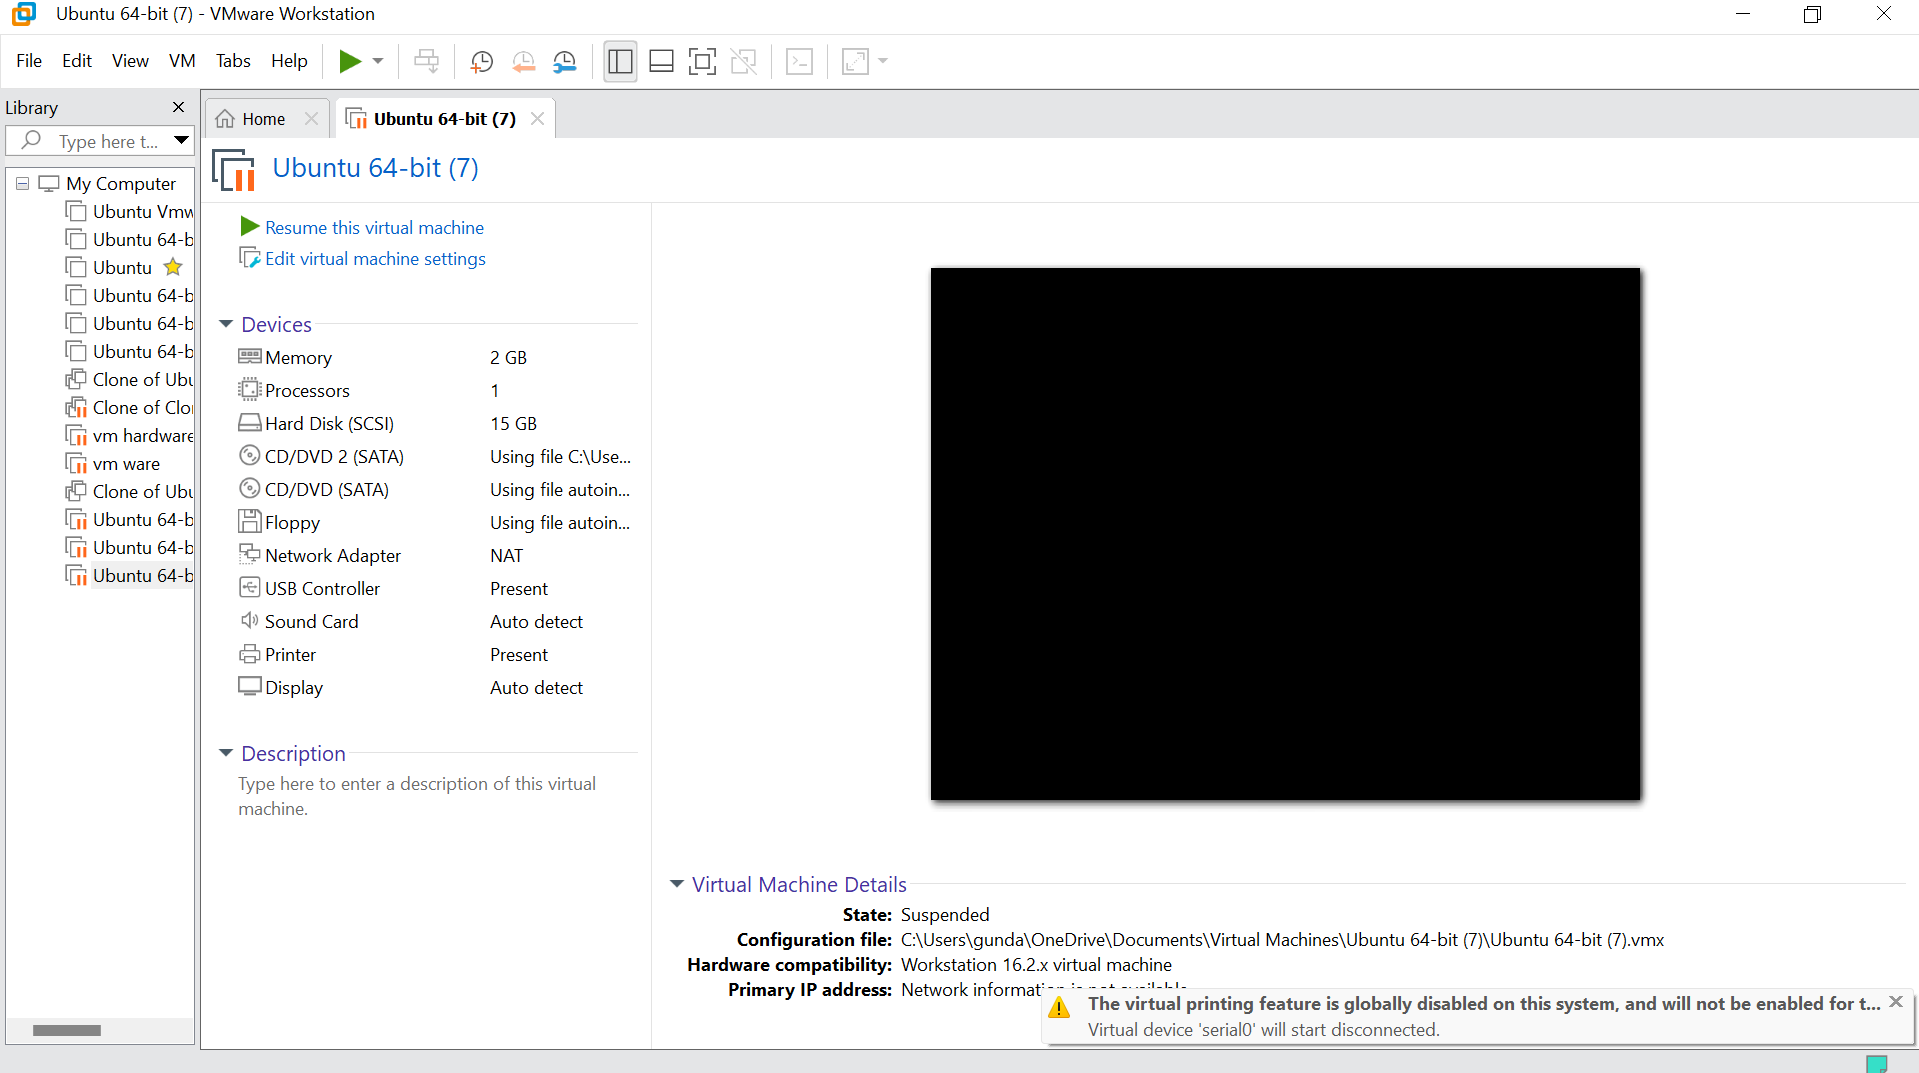 Ubuntu 64-bit (7) - VMware Workstation
File Edit View VM Tabs Help
Library
Type here t...
My Computer
Ubuntu Vmw
Ubuntu 64-b
Ubuntu
Ubuntu 64-b
Ubuntu 64-b
Ubuntu 64-b
Clone of Ubu
Clone of Clo
vm hardware
vm ware
Clone of Ubu
Ubuntu 64-b
Ubuntu 64-b
Ubuntu 64-b
Home Ubuntu 64-bit (7)
Ubuntu 64-bit (7)
Resume this virtual machine
Edit virtual machine settings
Devices
Memory 2 GB
Processors 1
Hard Disk (SCSI) 15 GB
CD/DVD 2 (SATA) Using file C:\Use...
CD/DVD (SATA) Using file autoin...
Floppy Using file autoin...
Network Adapter NAT
USB Controller Present
Sound Card Auto detect
Printer Present
Display Auto detect
Description
Type here to enter a description of this virtual
machine.
Virtual Machine Details
State: Suspended
Configuration file: C:\Users\gunda\OneDrive\Documents\Virtual Machines\Ubuntu 64-bit (7)\Ubuntu 64-bit (7).vmx
Hardware compatibility: Workstation 16.2.x virtual machine
Primary IP address: Network information is not available
The virtual printing feature is globally disabled on this system, and will not be enabled for t...
Virtual device 'serial0' will start disconnected.